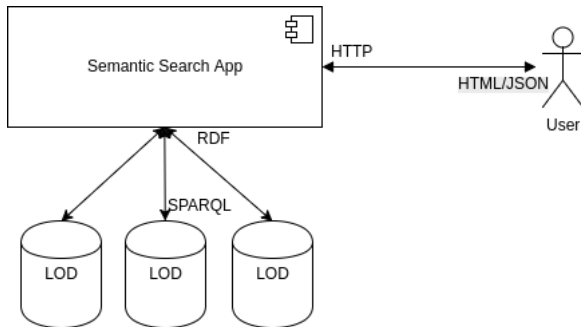 Semantic Search App
HTTP
HTML/JSON
User
RDF
SPARQL
LOD
LOD
LOD